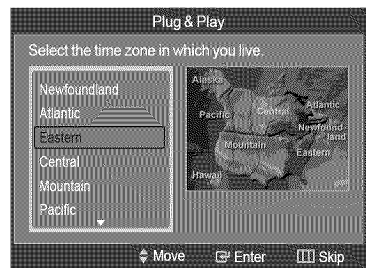 Plug & Play
Select the time zone in which you live.
Newfoundland
Atlantic
Eastern
Central
Mountain
Pacific
Alaska
Pacific
Central
Atlantic
Newfound-
land
Mountain
Eastern
Hawaii
Move
Enter
Skip